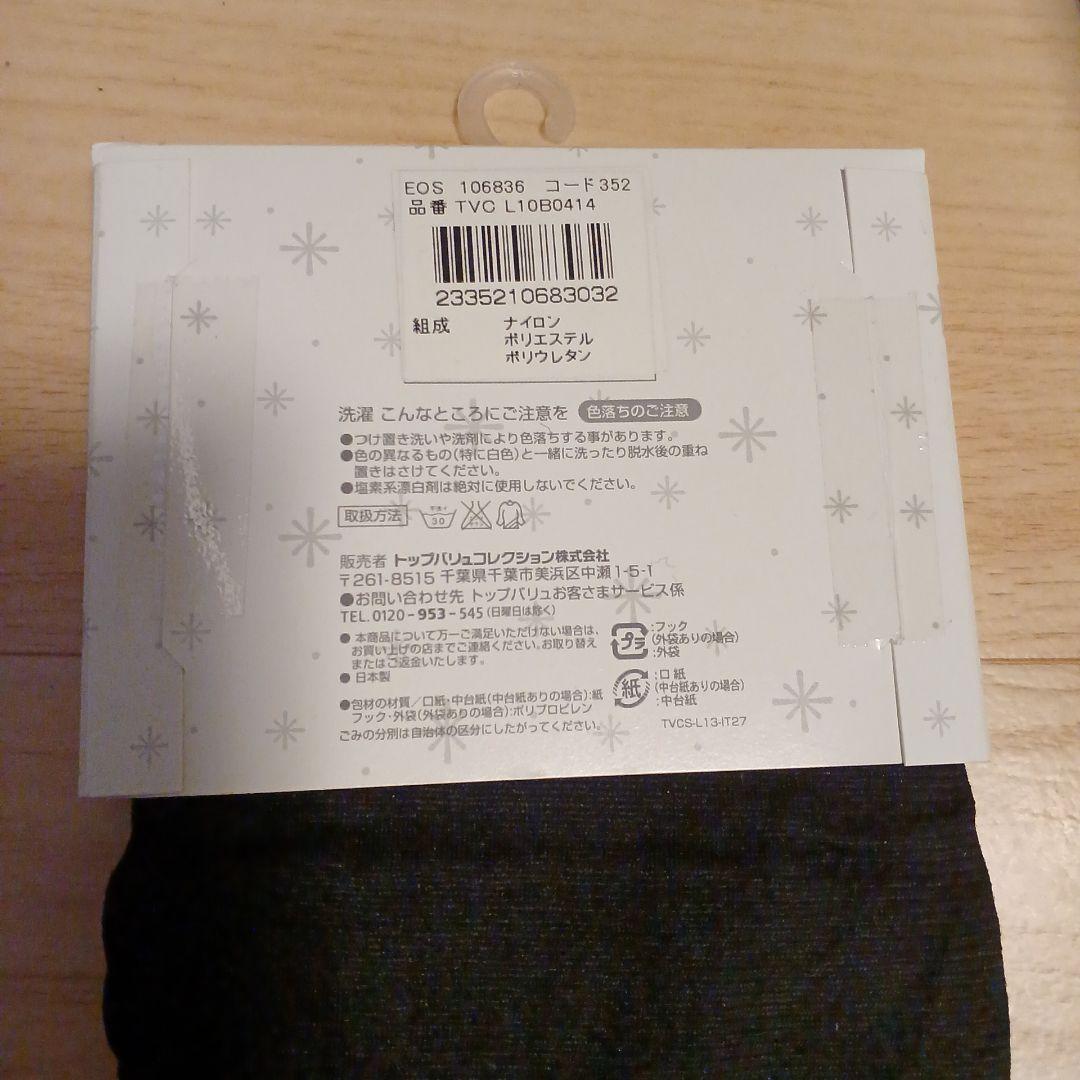 EOS 106836 コード352
品番 TVC L10B0414
2335210683032
組成 ナイロン
ポリエステル
ポリウレタン
洗濯 こんなところにご注意を 色落ちのご注意
●つけ置き洗いや洗剤により色落ちする事があります。
●色の異なるもの(特に白色)と一緒に洗ったり脱水後の重ね
置きはさけてください。
●塩素系漂白剤は絶対に使用しないでください。
取扱方法 30
販売者 トップバリュコレクション株式会社
〒261-8515 千葉県千葉市美浜区中瀬1-5-1
●お問い合わせ先 トップバリュお客さまサービス係
TEL.0120-953-545(日曜日は除く)
● 本商品について万一ご満足いただけない場合は、
お買い上げの店までご連絡ください。お取り替え
またはご返金いたします。
● 日本製
プラ :フック
(外袋ありの場合)
:外袋
紙 :口紙
(中台紙ありの場合)
:中台紙
●包材の材質/口紙・中台紙(中台紙ありの場合):紙
フック・外袋(外袋ありの場合):ポリプロピレン
ごみの分別は自治体の区分にしたがってください。
TVCS-L13-IT27